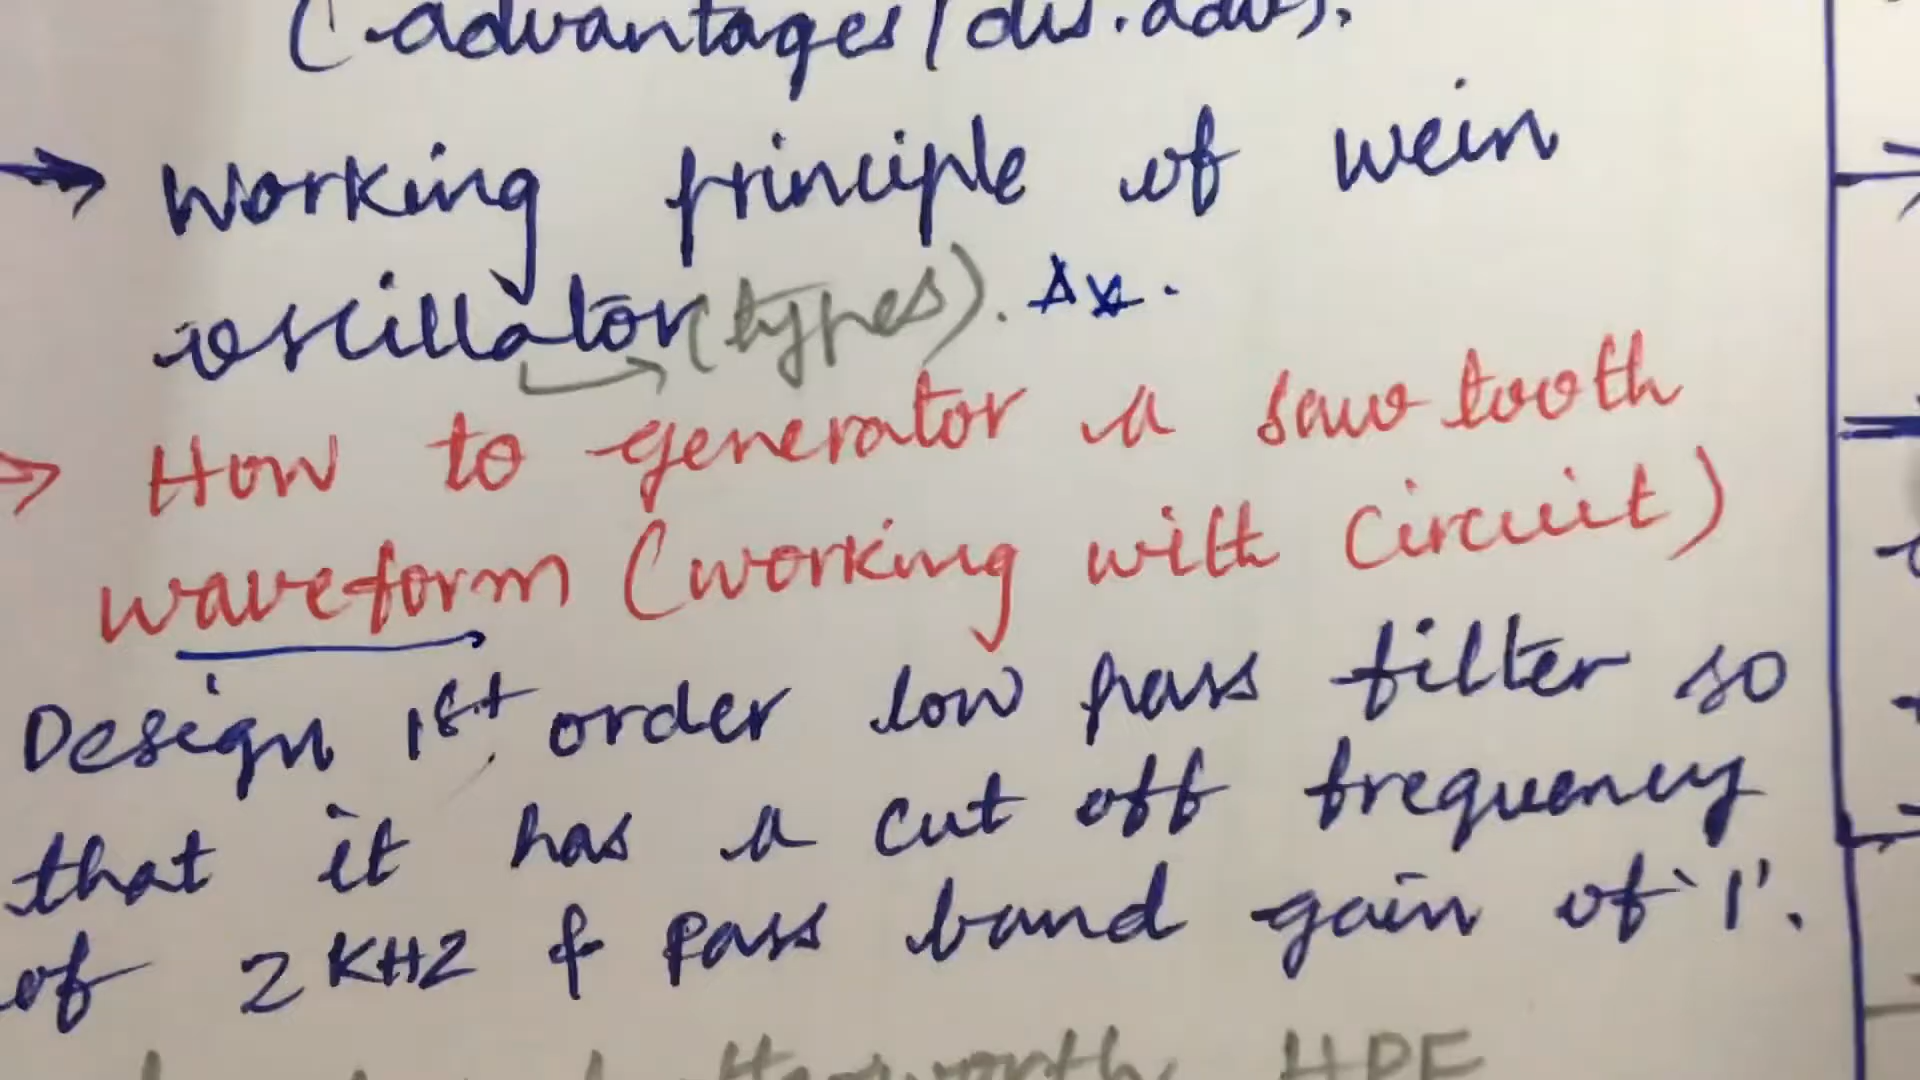 (advantages/dis.adv).
→ Working principle of wein
oscillator (types).
→ How to generator a saw tooth
waveform (working with Circuit)
Design 1st order low pass filter so
that it has a cut off frequency
of 2 KHZ & pass band gain of '1'.
HPF